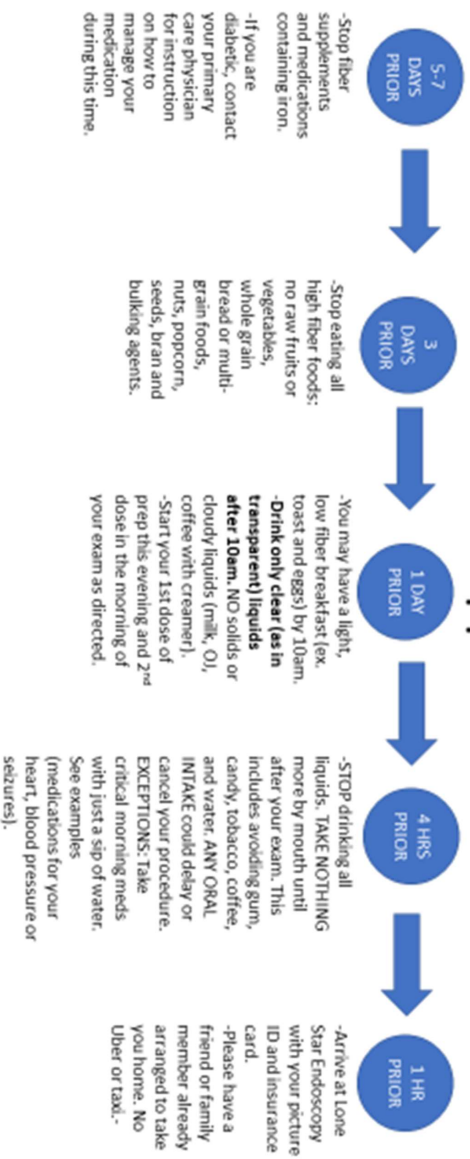 5-7
DAYS
PRIOR
-Stop fiber
supplements
and medications
containing iron.
-If you are
diabetic, contact
your primary
care physician
for instruction
on how to
manage your
medication
during this time.
3
DAYS
PRIOR
-Stop eating all
high fiber foods:
no raw fruits or
vegetables,
whole grain
bread or multi-
grain foods,
nuts, popcorn,
seeds, bran and
bulking agents.
1 DAY
PRIOR
-You may have a light,
low fiber breakfast (ex.
toast and eggs) by 10am.
-Drink only clear (as in
transparent) liquids
after 10am. NO solids or
cloudy liquids (milk, OJ,
coffee with creamer).
-Start your 1st dose of
prep this evening and 2nd
dose in the morning of
your exam as directed.
4 HRS
PRIOR
-STOP drinking all
liquids. TAKE NOTHING
more by mouth until
after your exam. This
includes avoiding gum,
candy, tobacco, coffee,
and water. ANY ORAL
INTAKE could delay or
cancel your procedure.
EXCEPTIONS: Take
critical morning meds
with just a sip of water.
See examples
(medications for your
heart, blood pressure or
seizures).
1 HR
PRIOR
-Arrive at Lone
Star Endoscopy
with your picture
ID and insurance
card.
-Please have a
friend or family
member already
arranged to take
you home. No
Uber or taxi.-